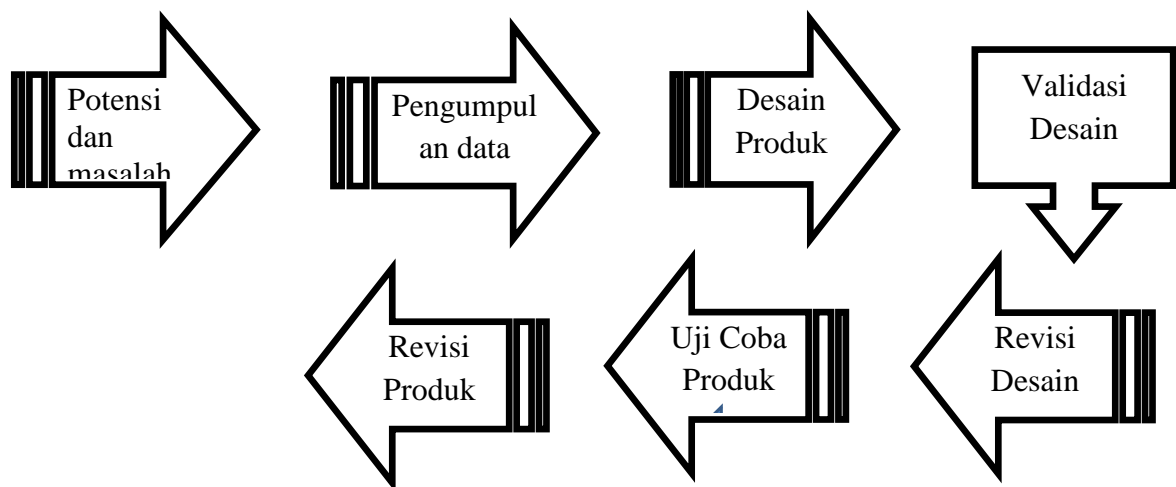 Potensi
dan
masalah
Pengumpul
an data
Desain
Produk
Validasi
Desain
Revisi
Produk
Uji Coba
Produk
Revisi
Desain